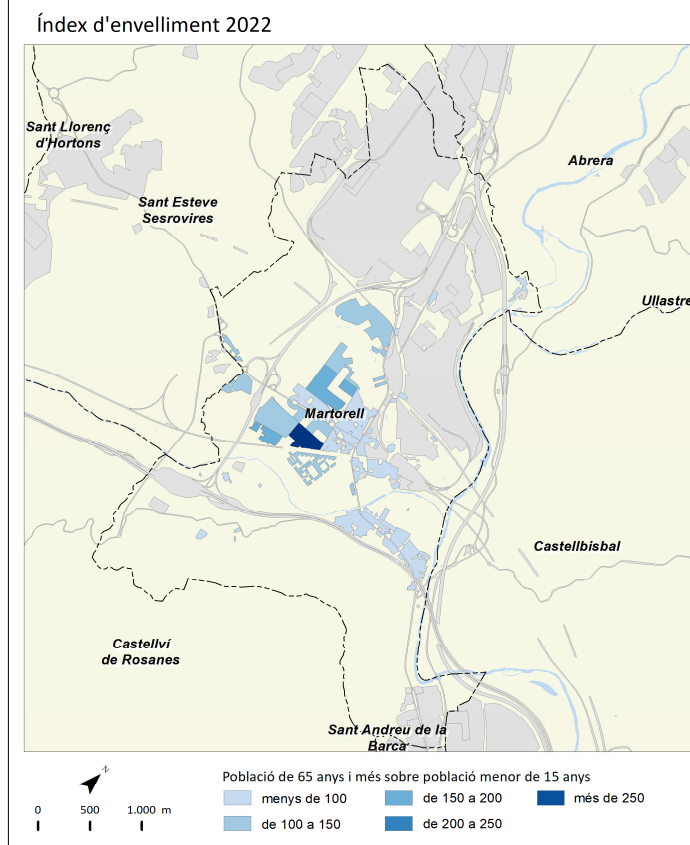 Índex d'envelliment 2022
Sant Llorenç
d'Hortons
Abrera
Sant Esteve
Sesrovires
Ullastre
Martorell
Castellbisbal
Castellví
de Rosanes
Sant Andreu de la
Barca
N
0 500 1.000 m
Població de 65 anys i més sobre població menor de 15 anys
menys de 100
de 150 a 200
més de 250
de 100 a 150
de 200 a 250